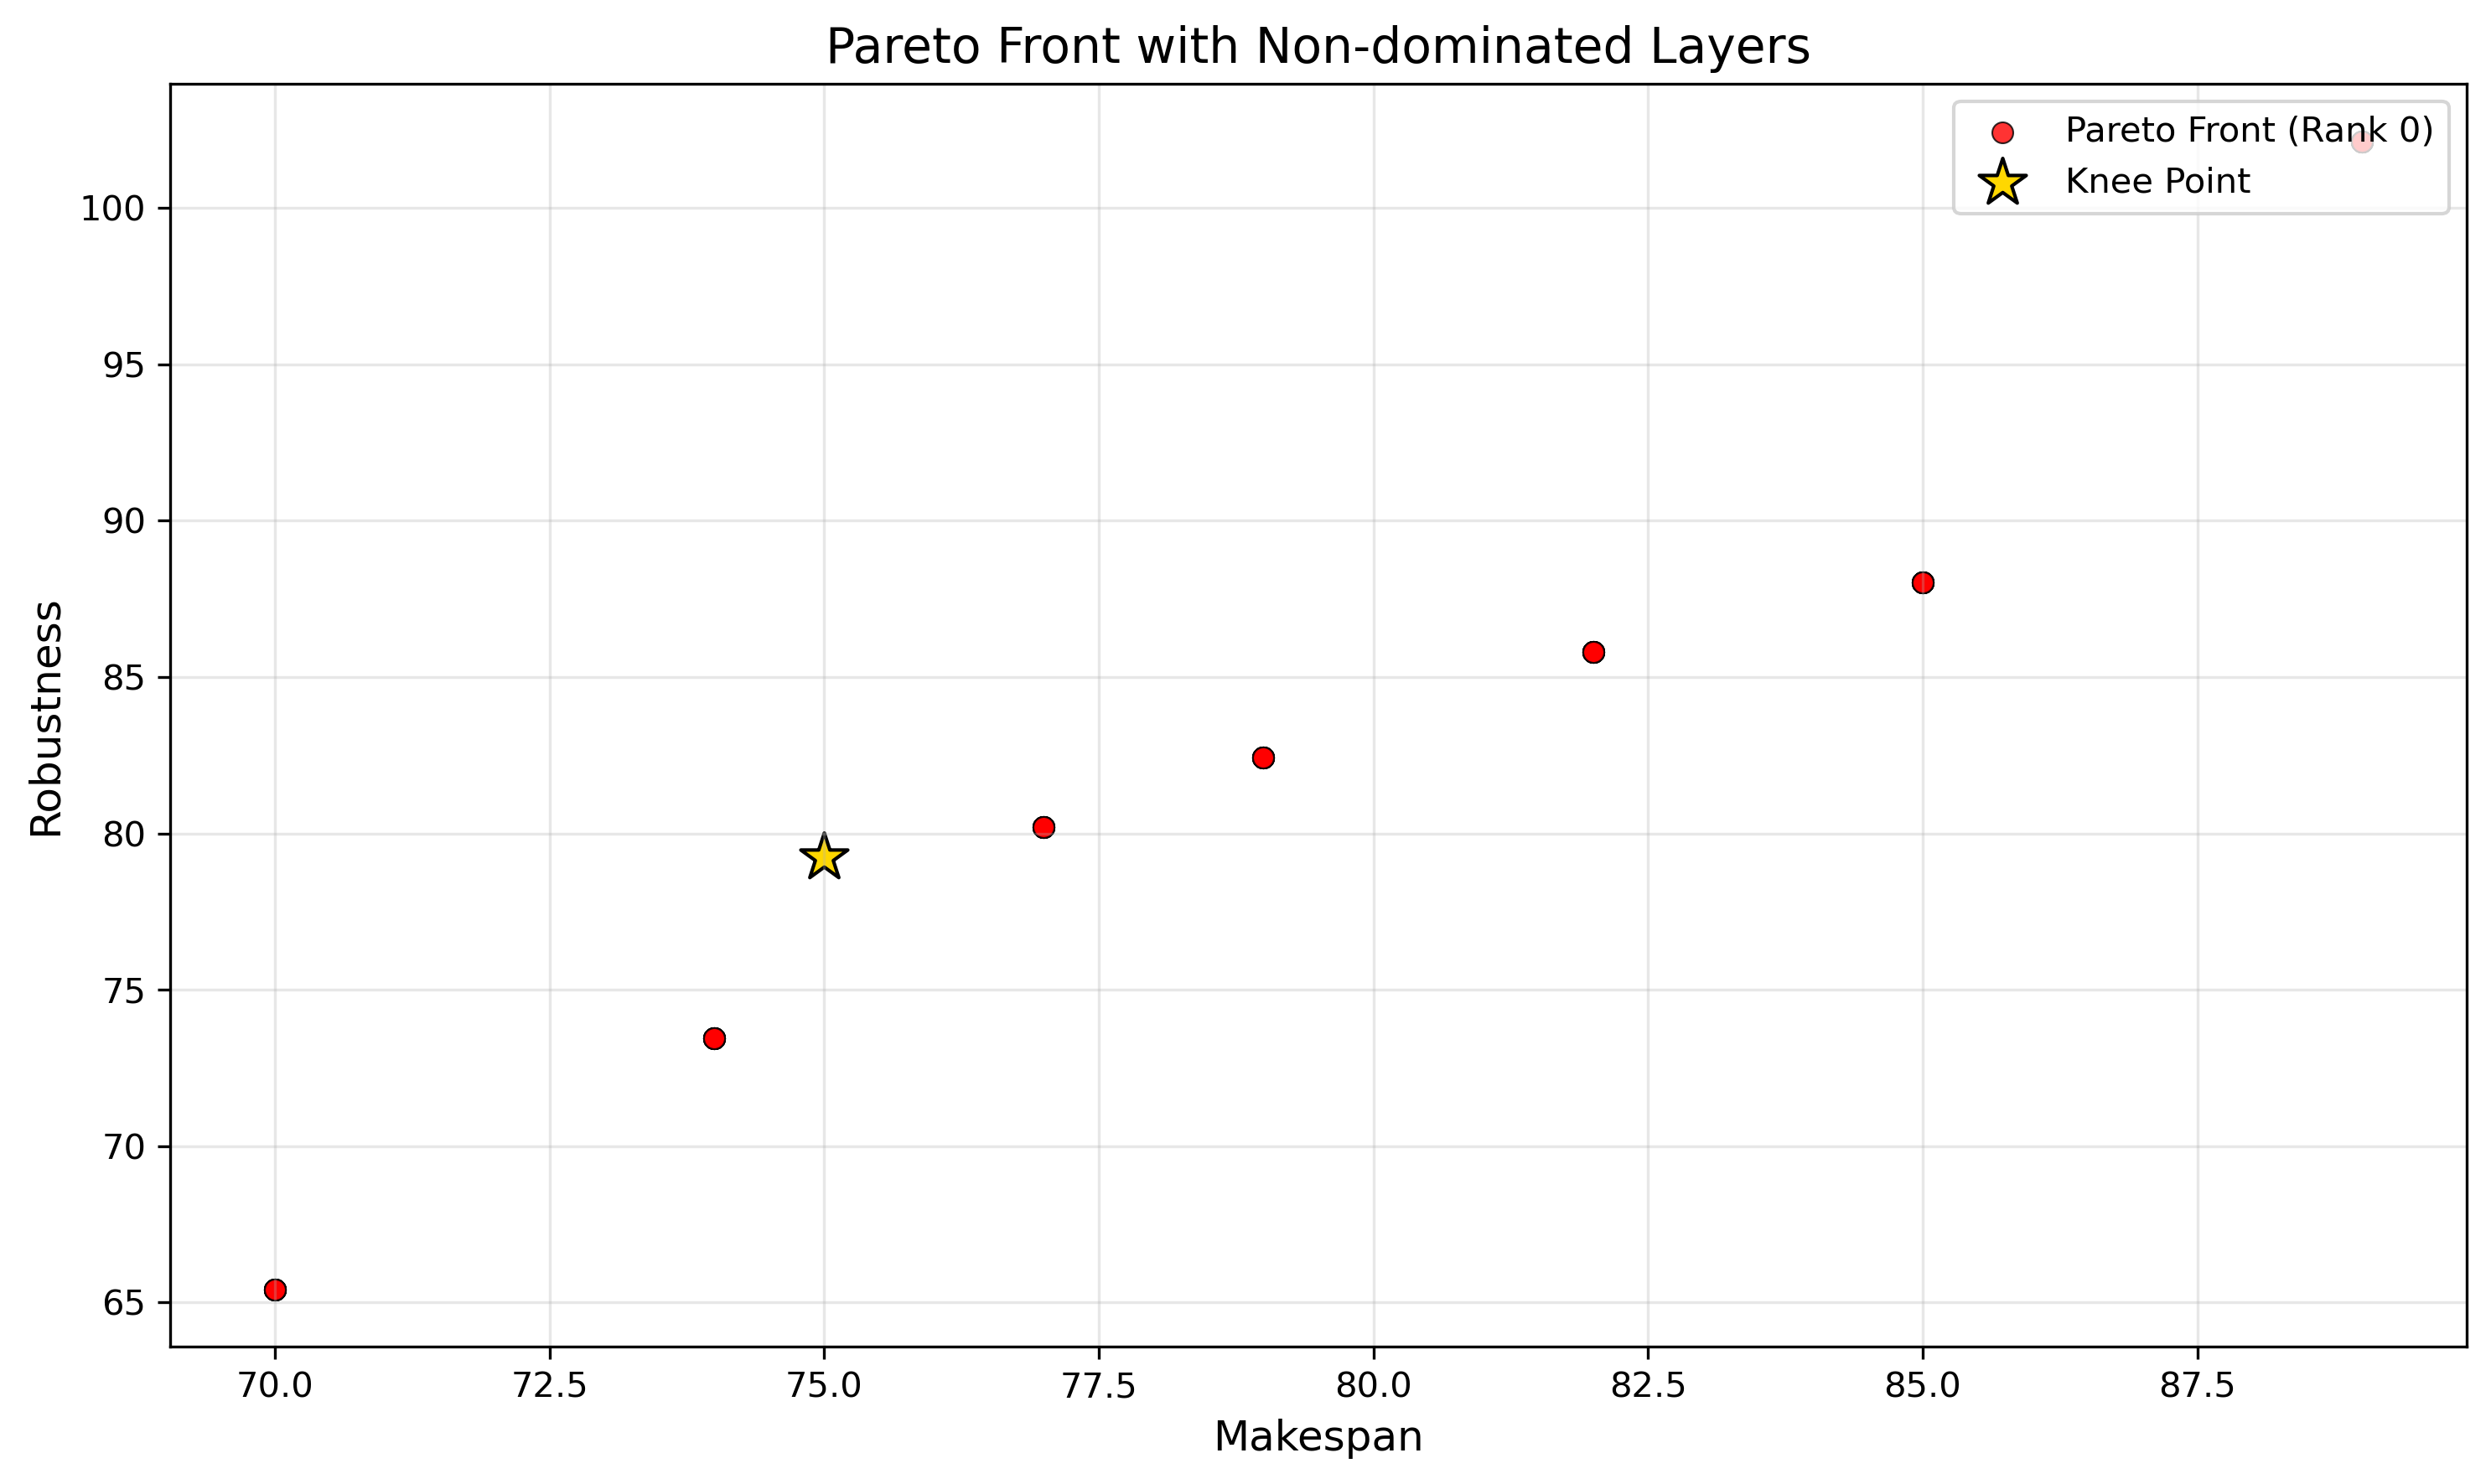 Pareto Front with Non-dominated Layers
Pareto Front (Rank 0)
Knee Point
Robustness
100
95
90
85
80
75
70
65
70.0 72.5 75.0 77.5 80.0 82.5 85.0 87.5
Makespan